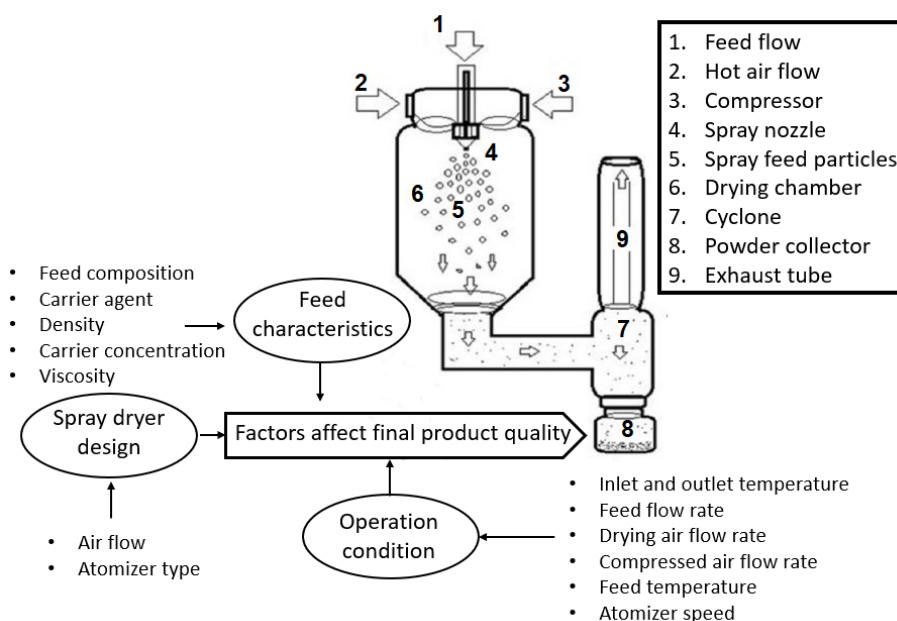 1
2
3
4
5
6
7
8
9
1. Feed flow
2. Hot air flow
3. Compressor
4. Spray nozzle
5. Spray feed particles
6. Drying chamber
7. Cyclone
8. Powder collector
9. Exhaust tube
• Feed composition
• Carrier agent
• Density
• Carrier concentration
• Viscosity
Feed
characteristics
Spray dryer
design
Factors affect final product quality
• Air flow
• Atomizer type
Operation
condition
• Inlet and outlet temperature
• Feed flow rate
• Drying air flow rate
• Compressed air flow rate
• Feed temperature
• Atomizer speed